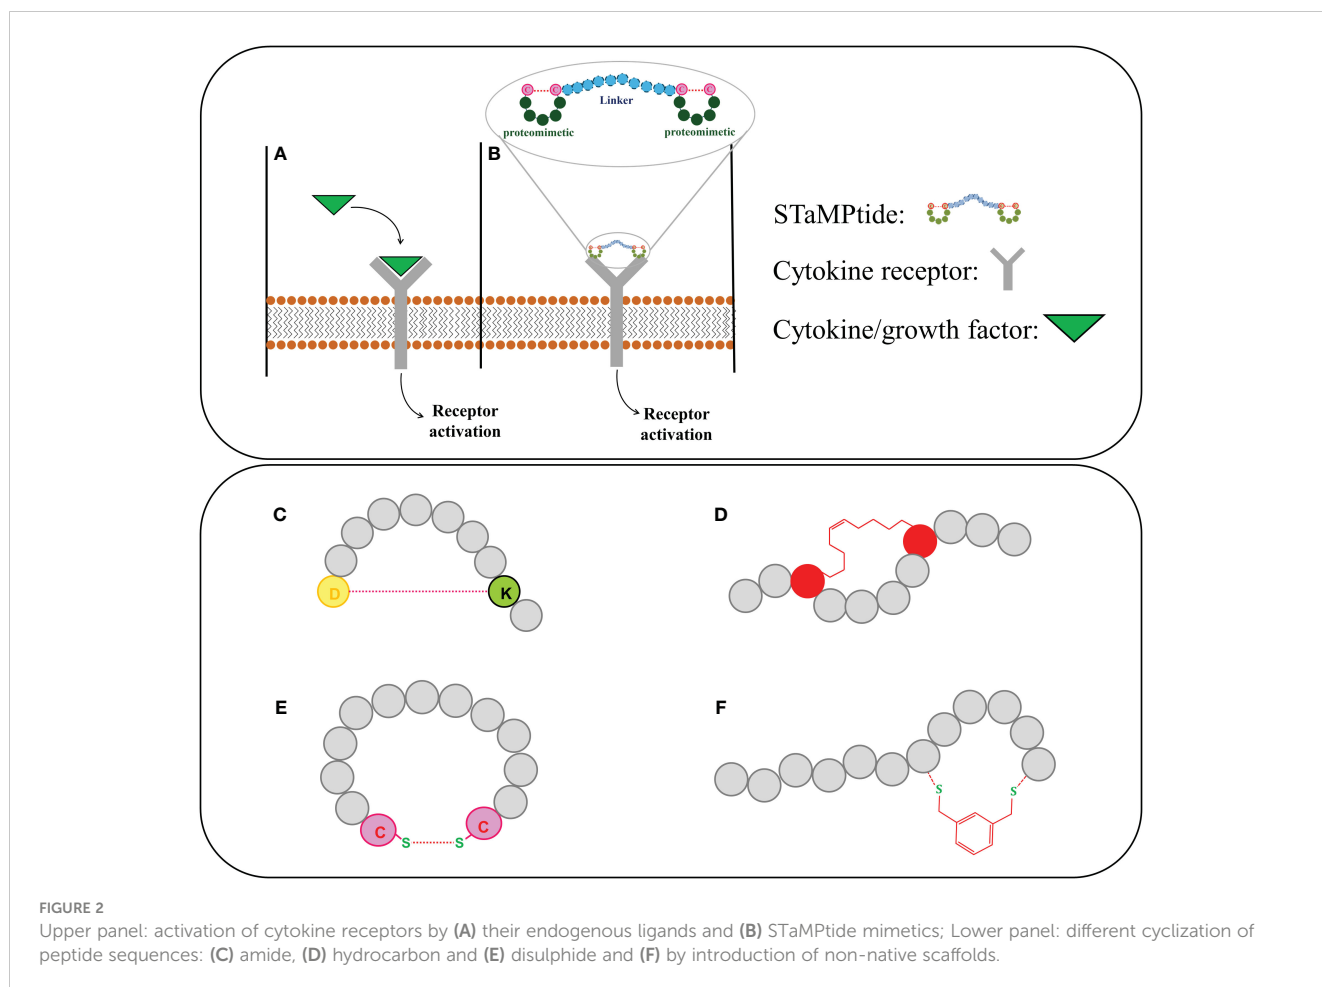 C C C C
Linker
proteomimetic proteomimetic
A B
STaMPtide:
Cytokine receptor:
Cytokine/growth factor:
Receptor
activation
Receptor
activation
C
D K
D
E
C S S C
F
S S
FIGURE 2
Upper panel: activation of cytokine receptors by (A) their endogenous ligands and (B) STaMPtide mimetics; Lower panel: different cyclization of
peptide sequences: (C) amide, (D) hydrocarbon and (E) disulphide and (F) by introduction of non-native scaffolds.